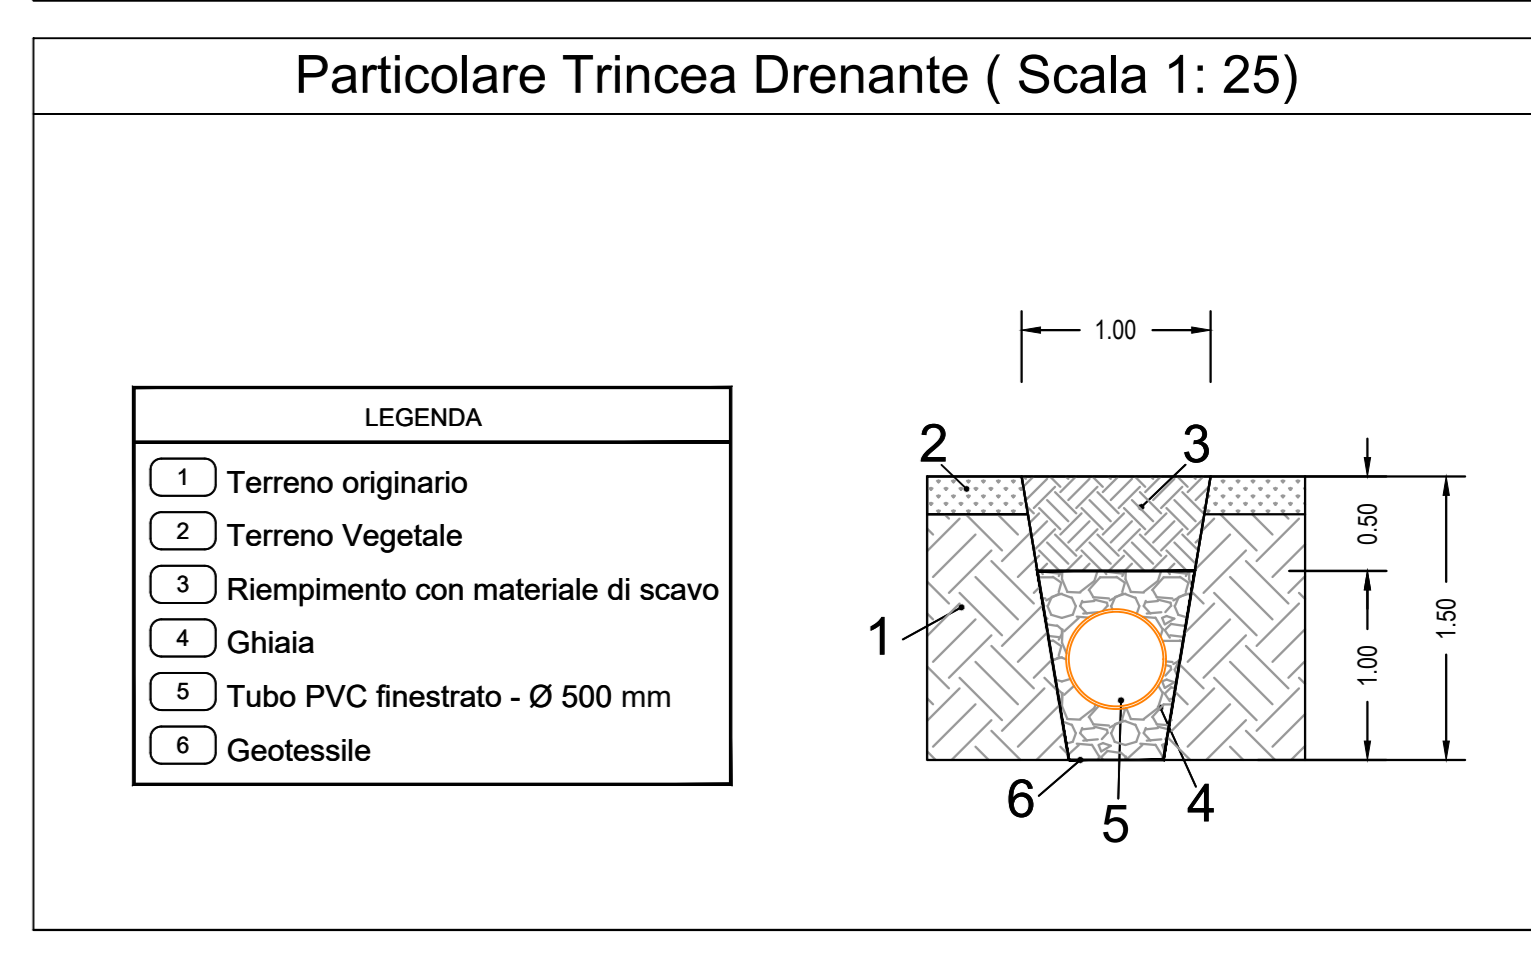 Particolare Trincea Drenante ( Scala 1: 25)
LEGENDA
1 Terreno originario
2 Terreno Vegetale
3 Riempimento con materiale di scavo
4 Ghiaia
5 Tubo PVC finestrato - Ø 500 mm
6 Geotessile
1.00
2
3
0.50
1
1.50
1.00
6
5
4